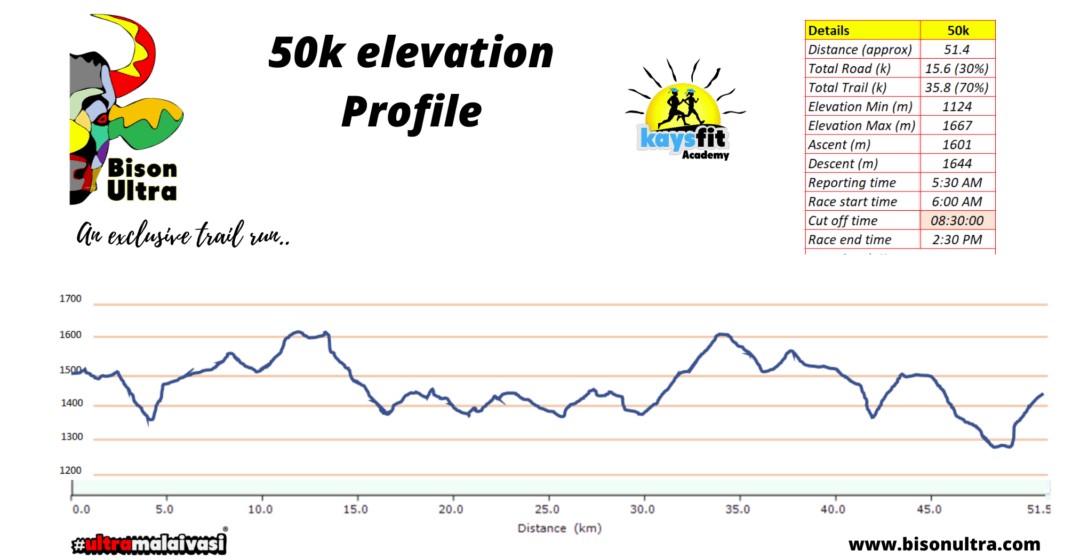 50k elevation
Profile
Bison
Ultra
An exclusive trail run..
kaysfit
Academy
Details 50k
Distance (approx) 51.4
Total Road (k) 15.6 (30%)
Total Trail (k) 35.8 (70%)
Elevation Min (m) 1124
Elevation Max (m) 1667
Ascent (m) 1601
Descent (m) 1644
Reporting time 5:30 AM
Race start time 6:00 AM
Cut off time 08:30:00
Race end time 2:30 PM
1700
1600
1500
1400
1300
1200
0.0 5.0 10.0 15.0 20.0 25.0 30.0 35.0 40.0 45.0 51.5
Distance (km)
#ultramalaivasi®
www.bisonultra.com